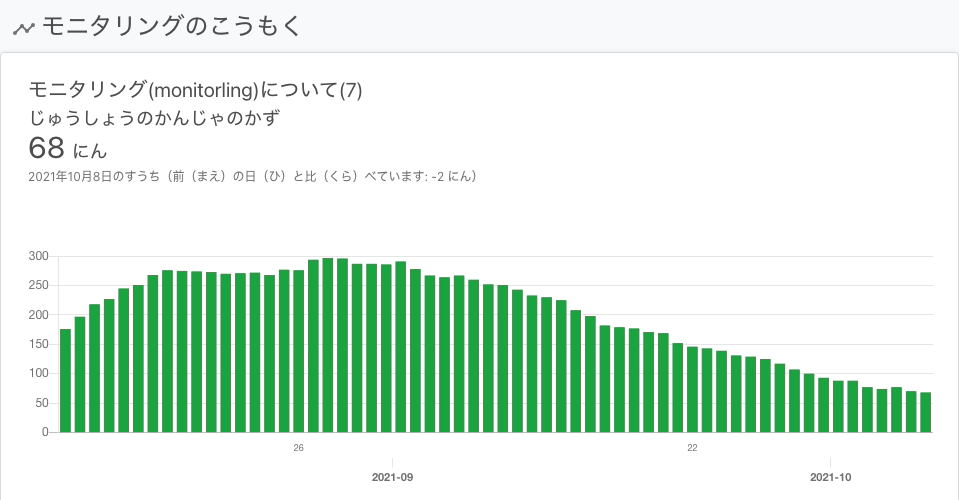 モニタリングのこうもく
モニタリング(monitorling)について(7)
じゅうしょうのかんじゃのかず
68 にん
2021年10月8日のすうち（前（まえ）の日（ひ）と比（くら）べています: -2 にん）
300
250
200
150
100
50
0
26
22
2021-09
2021-10